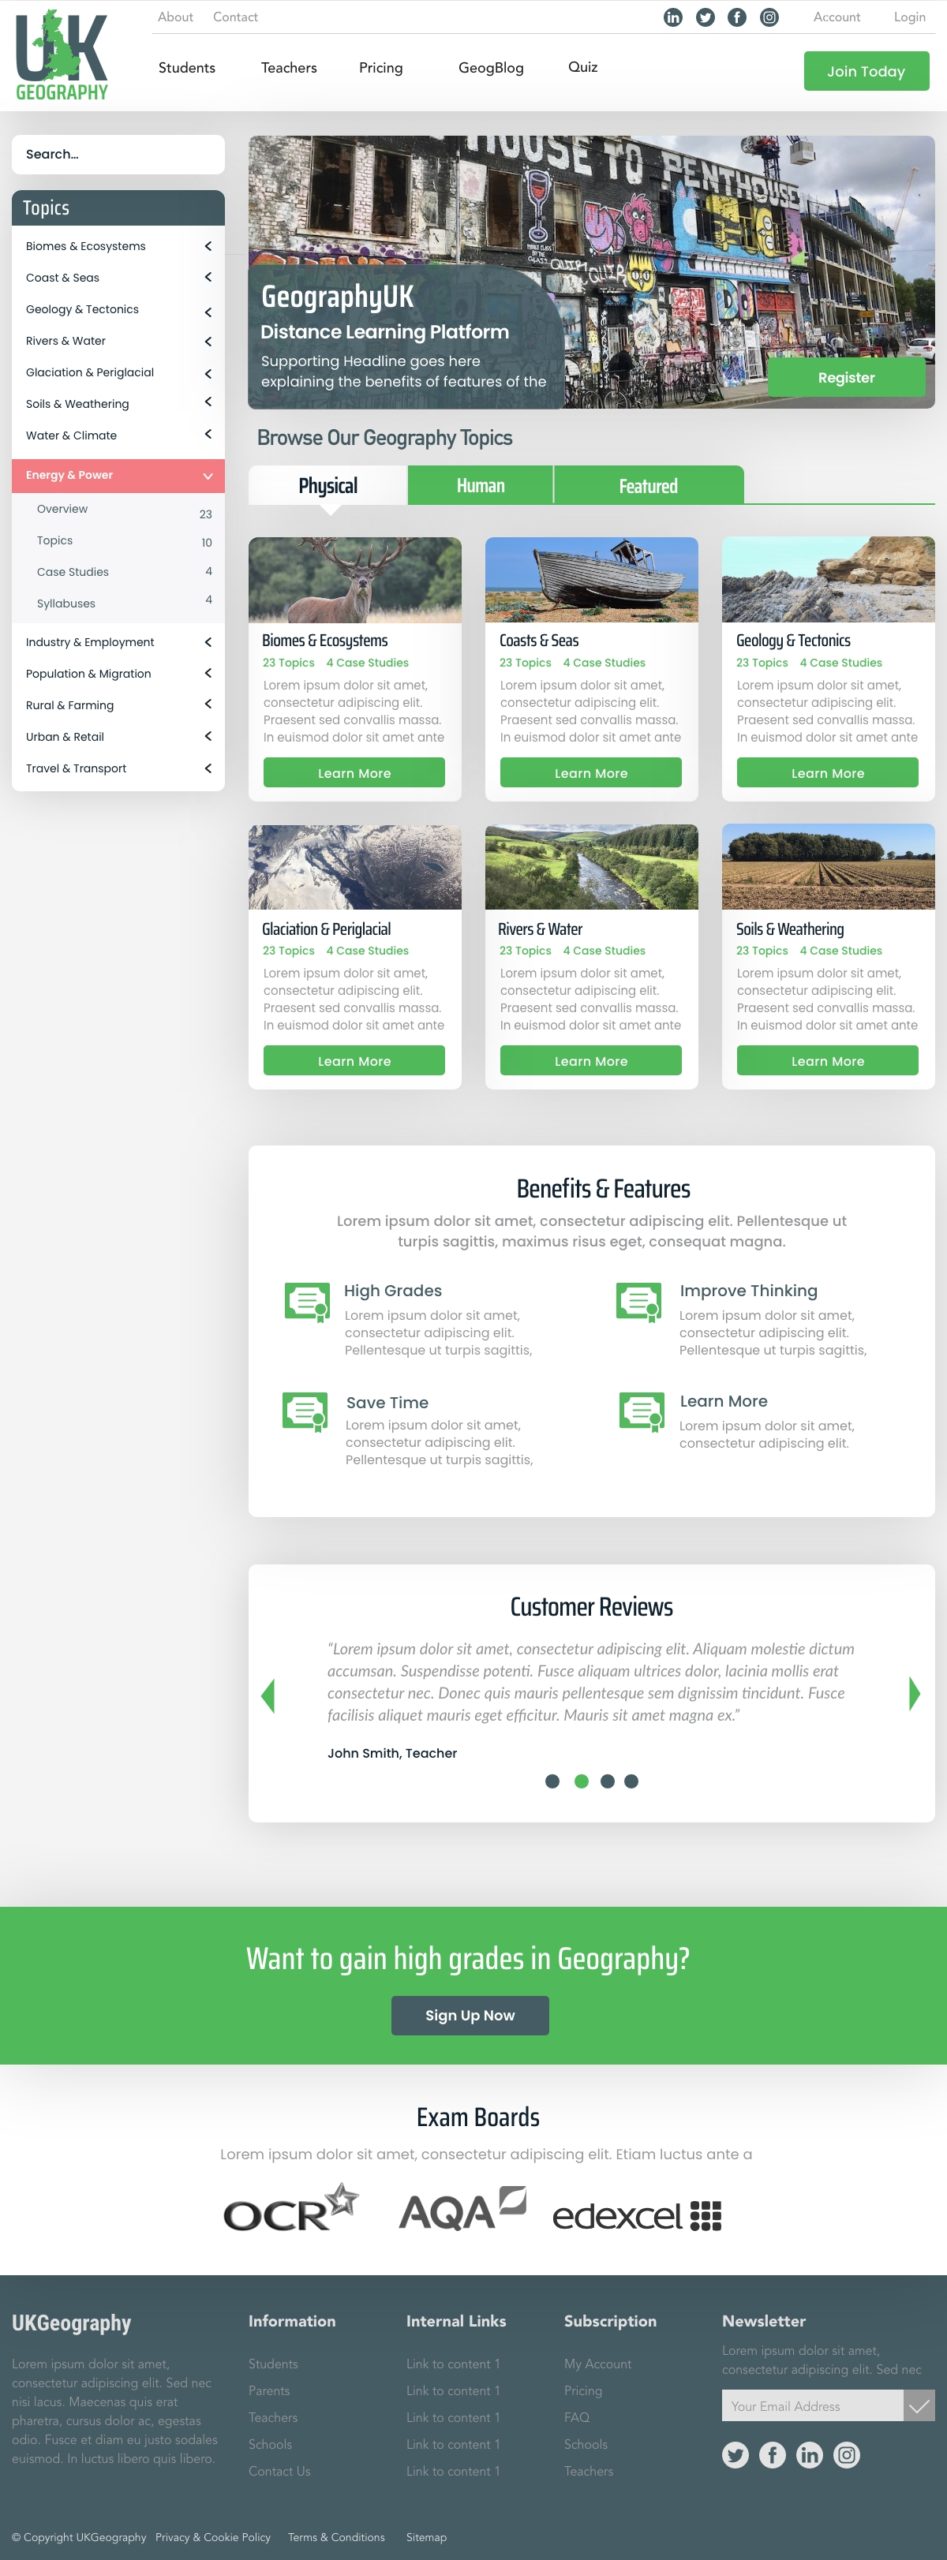 About Contact Account Login
UK
GEOGRAPHY
Students Teachers Pricing GeogBlog Quiz Join Today
Search...
Topics
Biomes & Ecosystems
Coast & Seas
Geology & Tectonics
Rivers & Water
Glaciation & Periglacial
Soils & Weathering
Water & Climate
Energy & Power
Overview 23
Topics 10
Case Studies 4
Syllabuses 4
Industry & Employment
Population & Migration
Rural & Farming
Urban & Retail
Travel & Transport
HOUSE TO PENTHOUSE
GeographyUK
Distance Learning Platform
Supporting Headline goes here
explaining the benefits of features of the
Register
Browse Our Geography Topics
Physical Human Featured
Biomes & Ecosystems
23 Topics 4 Case Studies
Lorem ipsum dolor sit amet,
consectetur adipiscing elit.
Praesent sed convallis massa.
In euismod dolor sit amet ante
Learn More
Coasts & Seas
23 Topics 4 Case Studies
Lorem ipsum dolor sit amet,
consectetur adipiscing elit.
Praesent sed convallis massa.
In euismod dolor sit amet ante
Learn More
Geology & Tectonics
23 Topics 4 Case Studies
Lorem ipsum dolor sit amet,
consectetur adipiscing elit.
Praesent sed convallis massa.
In euismod dolor sit amet ante
Learn More
Glaciation & Periglacial
23 Topics 4 Case Studies
Lorem ipsum dolor sit amet,
consectetur adipiscing elit.
Praesent sed convallis massa.
In euismod dolor sit amet ante
Learn More
Rivers & Water
23 Topics 4 Case Studies
Lorem ipsum dolor sit amet,
consectetur adipiscing elit.
Praesent sed convallis massa.
In euismod dolor sit amet ante
Learn More
Soils & Weathering
23 Topics 4 Case Studies
Lorem ipsum dolor sit amet,
consectetur adipiscing elit.
Praesent sed convallis massa.
In euismod dolor sit amet ante
Learn More
Benefits & Features
Lorem ipsum dolor sit amet, consectetur adipiscing elit. Pellentesque ut
turpis sagittis, maximus risus eget, consequat magna.
High Grades
Lorem ipsum dolor sit amet,
consectetur adipiscing elit.
Pellentesque ut turpis sagittis,
Improve Thinking
Lorem ipsum dolor sit amet,
consectetur adipiscing elit.
Pellentesque ut turpis sagittis,
Save Time
Lorem ipsum dolor sit amet,
consectetur adipiscing elit.
Pellentesque ut turpis sagittis,
Learn More
Lorem ipsum dolor sit amet,
consectetur adipiscing elit.
Customer Reviews
“Lorem ipsum dolor sit amet, consectetur adipiscing elit. Aliquam molestie dictum
accumsan. Suspendisse potenti. Fusce aliquam ultrices dolor, lacinia mollis erat
consectetur nec. Donec quis mauris pellentesque sem dignissim tincidunt. Fusce
facilisis aliquet mauris eget efficitur. Mauris sit amet magna ex.”
John Smith, Teacher
Want to gain high grades in Geography?
Sign Up Now
Exam Boards
Lorem ipsum dolor sit amet, consectetur adipiscing elit. Etiam luctus ante a
OCR AQA edexcel
UKGeography
Lorem ipsum dolor sit amet,
consectetur adipiscing elit. Sed nec
nisi lacus. Maecenas quis erat
pharetra, cursus dolor ac, egestas
odio. Fusce et diam eu justo sodales
euismod. In luctus libero quis libero.
Information
Students
Parents
Teachers
Schools
Contact Us
Internal Links
Link to content 1
Link to content 1
Link to content 1
Link to content 1
Link to content 1
Subscription
My Account
Pricing
FAQ
Schools
Teachers
Newsletter
Lorem ipsum dolor sit amet,
consectetur adipiscing elit. Sed nec
Your Email Address
© Copyright UKGeography Privacy & Cookie Policy Terms & Conditions Sitemap